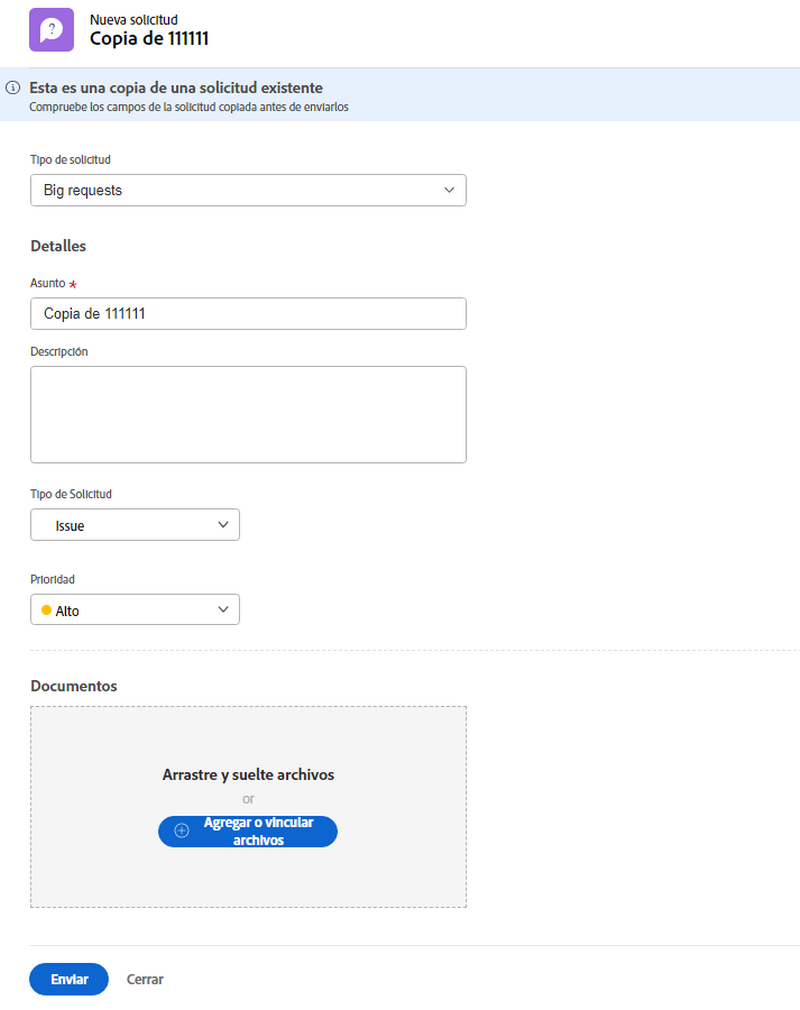 Nueva solicitud
Copia de 111111
Esta es una copia de una solicitud existente
Compruebe los campos de la solicitud copiada antes de enviarlos
Tipo de solicitud
Big requests
Detalles
Asunto *
Copia de 111111
Descripción
Tipo de Solicitud
Issue
Prioridad
Alto
Documentos
Arrastre y suelte archivos
or
Agregar o vincular
archivos
Enviar
Cerrar